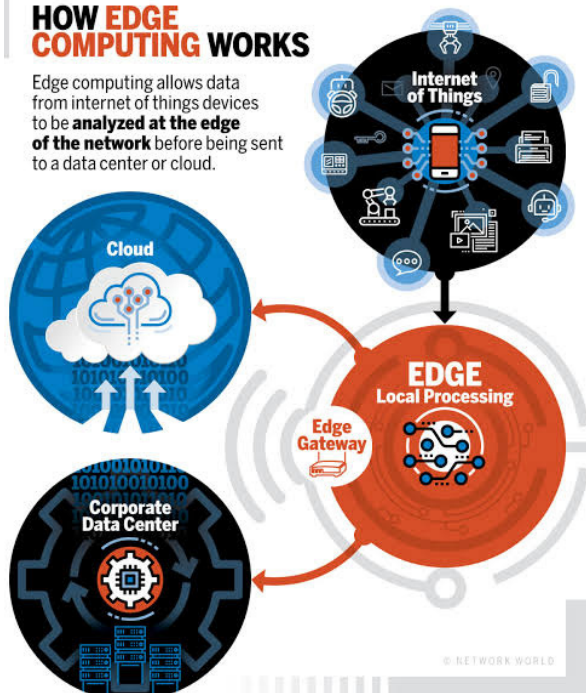 HOW EDGE
COMPUTING WORKS
Edge computing allows data
from internet of things devices
to be analyzed at the edge
of the network before being sent
to a data center or cloud.
Internet
of Things
Cloud
10101010100
EDGE
Local Processing
Edge
Gateway
101010010100
Corporate
Data Center
© NETWORK WORLD